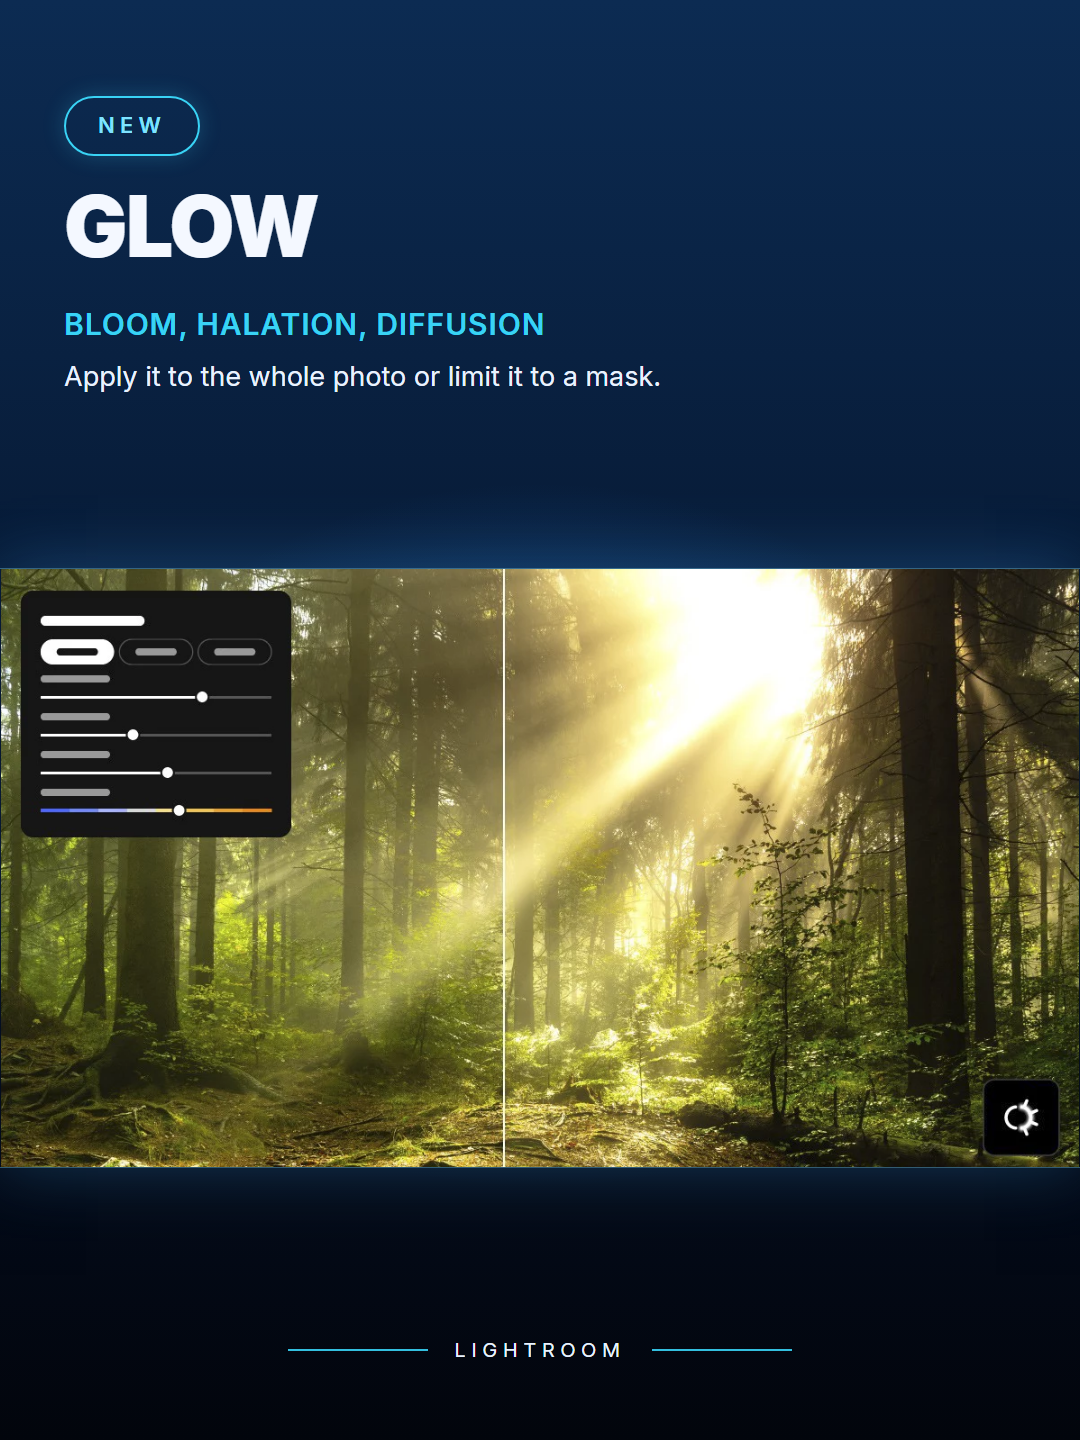 NEW
GLOW
BLOOM, HALATION, DIFFUSION
Apply it to the whole photo or limit it to a mask.
LIGHTROOM